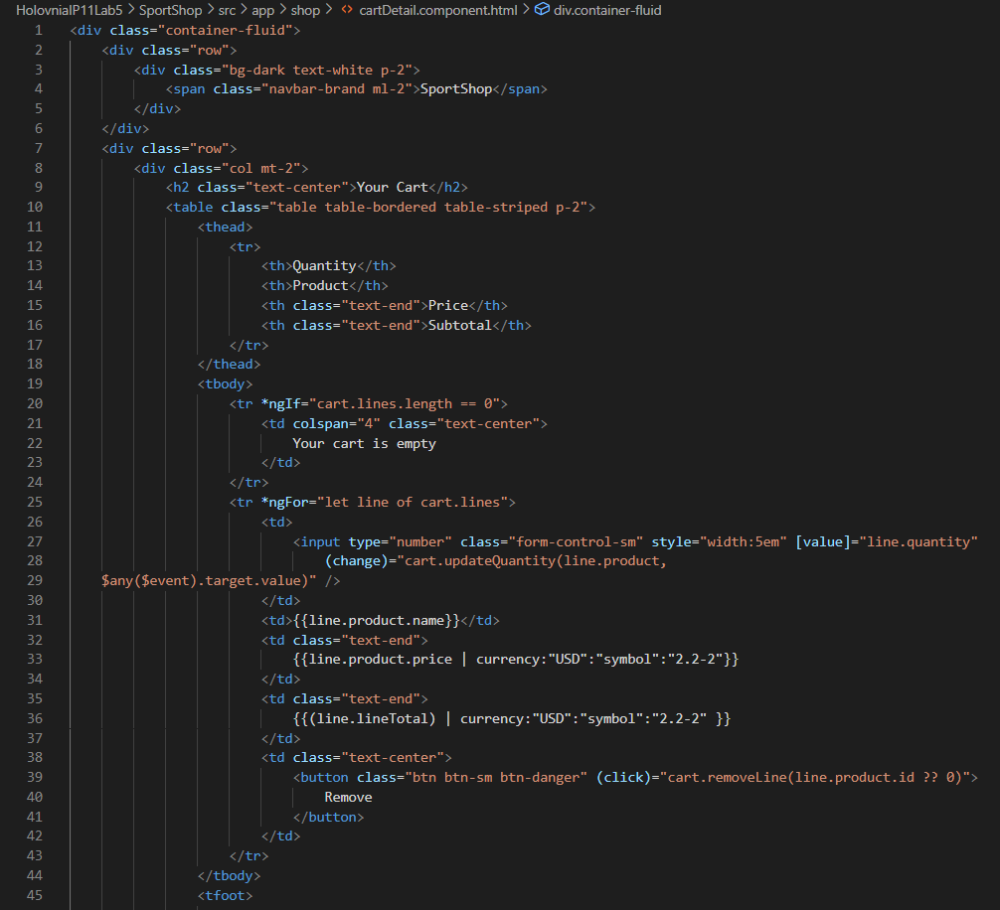 HolovniaIP11Lab5 > SportShop > src > app > shop > <> cartDetail.component.html > div.container-fluid
1 <div class="container-fluid">
2 <div class="row">
3 <div class="bg-dark text-white p-2">
4 <span class="navbar-brand ml-2">SportShop</span>
5 </div>
6 </div>
7 <div class="row">
8 <div class="col mt-2">
9 <h2 class="text-center">Your Cart</h2>
10 <table class="table table-bordered table-striped p-2">
11 <thead>
12 <tr>
13 <th>Quantity</th>
14 <th>Product</th>
15 <th class="text-end">Price</th>
16 <th class="text-end">Subtotal</th>
17 </tr>
18 </thead>
19 <tbody>
20 <tr *ngIf="cart.lines.length == 0">
21 <td colspan="4" class="text-center">
22 Your cart is empty
23 </td>
24 </tr>
25 <tr *ngFor="let line of cart.lines">
26 <td>
27 <input type="number" class="form-control-sm" style="width:5em" [value]="line.quantity"
28 (change)="cart.updateQuantity(line.product,
29 $any($event).target.value)" />
30 </td>
31 <td>{{line.product.name}}</td>
32 <td class="text-end">
33 {{line.product.price | currency:"USD":"symbol":"2.2-2"}}
34 </td>
35 <td class="text-end">
36 {{(line.lineTotal) | currency:"USD":"symbol":"2.2-2" }}
37 </td>
38 <td class="text-center">
39 <button class="btn btn-sm btn-danger" (click)="cart.removeLine(line.product.id ?? 0)">
40 Remove
41 </button>
42 </td>
43 </tr>
44 </tbody>
45 <tfoot>